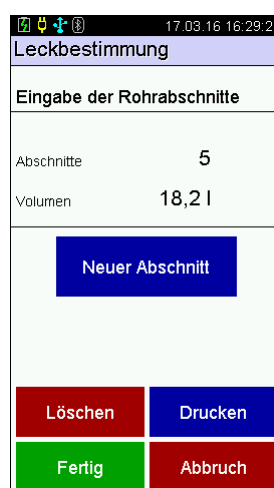 17.03.16 16:29:2
Leckbestimmung
Eingabe der Rohrabschnitte
Abschnitte 5
Volumen 18,2 l
Neuer Abschnitt
Löschen Drucken
Fertig Abbruch